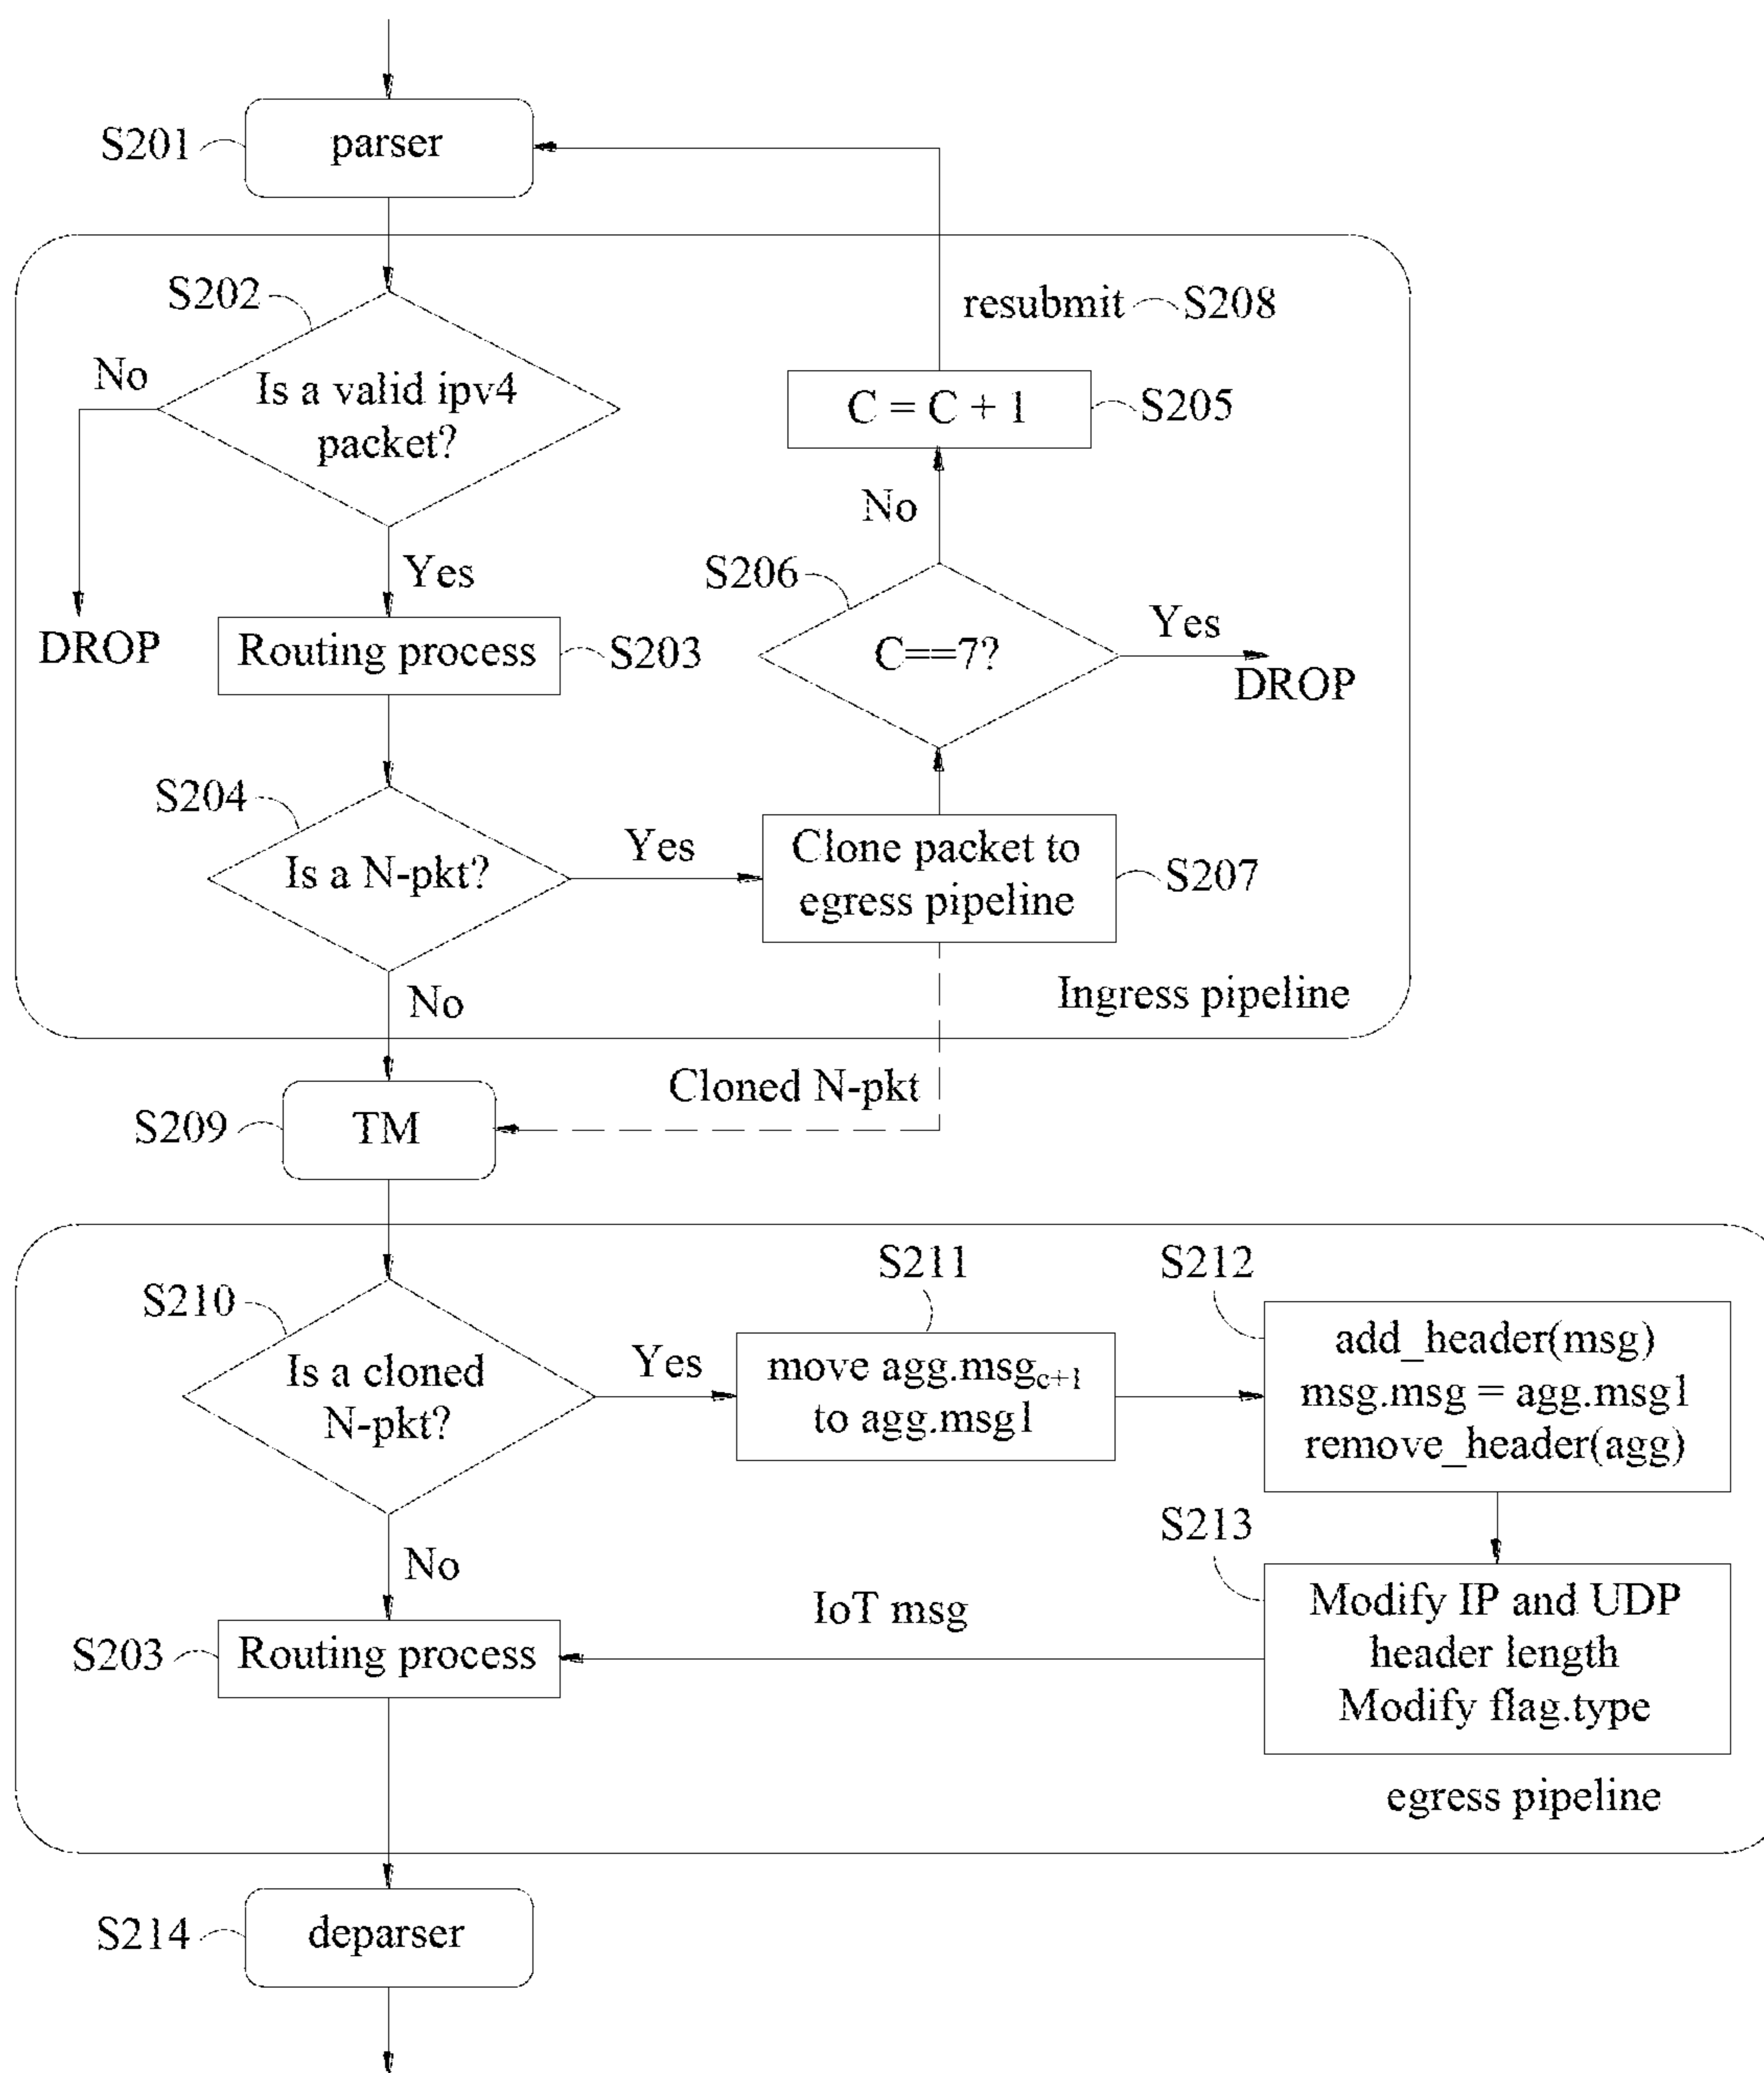 S201
parser
S202
resubmit
S208
No
Is a valid ipv4
packet?
C = C + 1
S205
Yes
No
DROP
Routing process
S203
S206
C==7?
Yes
DROP
S204
Is a N-pkt?
Yes
Clone packet to
egress pipeline
S207
No
Ingress pipeline
Cloned N-pkt
S209
TM
S210
Is a cloned
N-pkt?
Yes
S211
move agg.msgc+1
to agg.msg1
S212
add_header(msg)
msg.msg = agg.msg1
remove_header(agg)
No
S213
Modify IP and UDP
header length
Modify flag.type
IoT msg
S203
Routing process
egress pipeline
S214
deparser